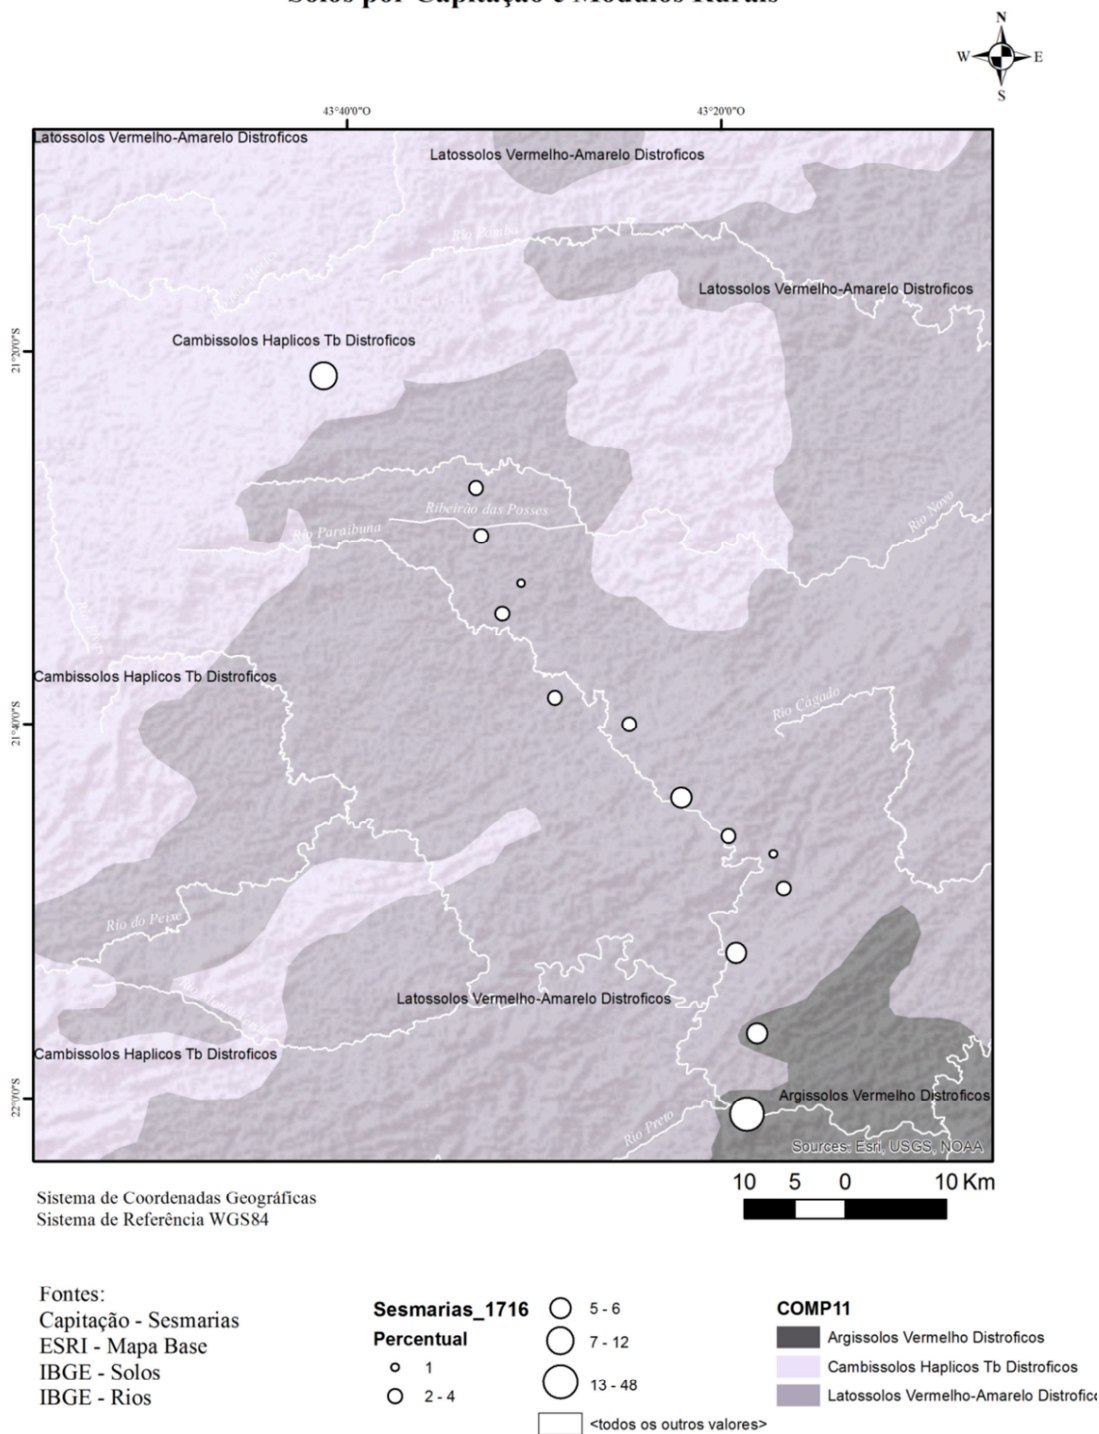 Solos por Capitação e Módulos Rurais
N
W E
S
43°40'0"O 43°20'0"O
Latossolos Vermelho-Amarelo Distroficos
Latossolos Vermelho-Amarelo Distroficos
Rio Pomba
Latossolos Vermelho-Amarelo Distroficos
21°20'0"S
Cambissolos Haplicos Tb Distroficos
Ribeirão das Posses
Rio Novo
Rio Paraibuna
Cambissolos Haplicos Tb Distroficos
21°40'0"S
Rio Cágado
Rio do Peixe
Latossolos Vermelho-Amarelo Distroficos
Cambissolos Haplicos Tb Distroficos
22°0'0"S
Argissolos Vermelho Distroficos
Rio Preto
Sources: Esri, USGS, NOAA
10 5 0 10 Km
Sistema de Coordenadas Geográficas
Sistema de Referência WGS84
Fontes:
Capitação - Sesmarias
ESRI - Mapa Base
IBGE - Solos
IBGE - Rios
Sesmarias_1716
Percentual
1
2 - 4
5 - 6
7 - 12
13 - 48
<todos os outros valores>
COMP11
Argissolos Vermelho Distroficos
Cambissolos Haplicos Tb Distroficos
Latossolos Vermelho-Amarelo Distrofico